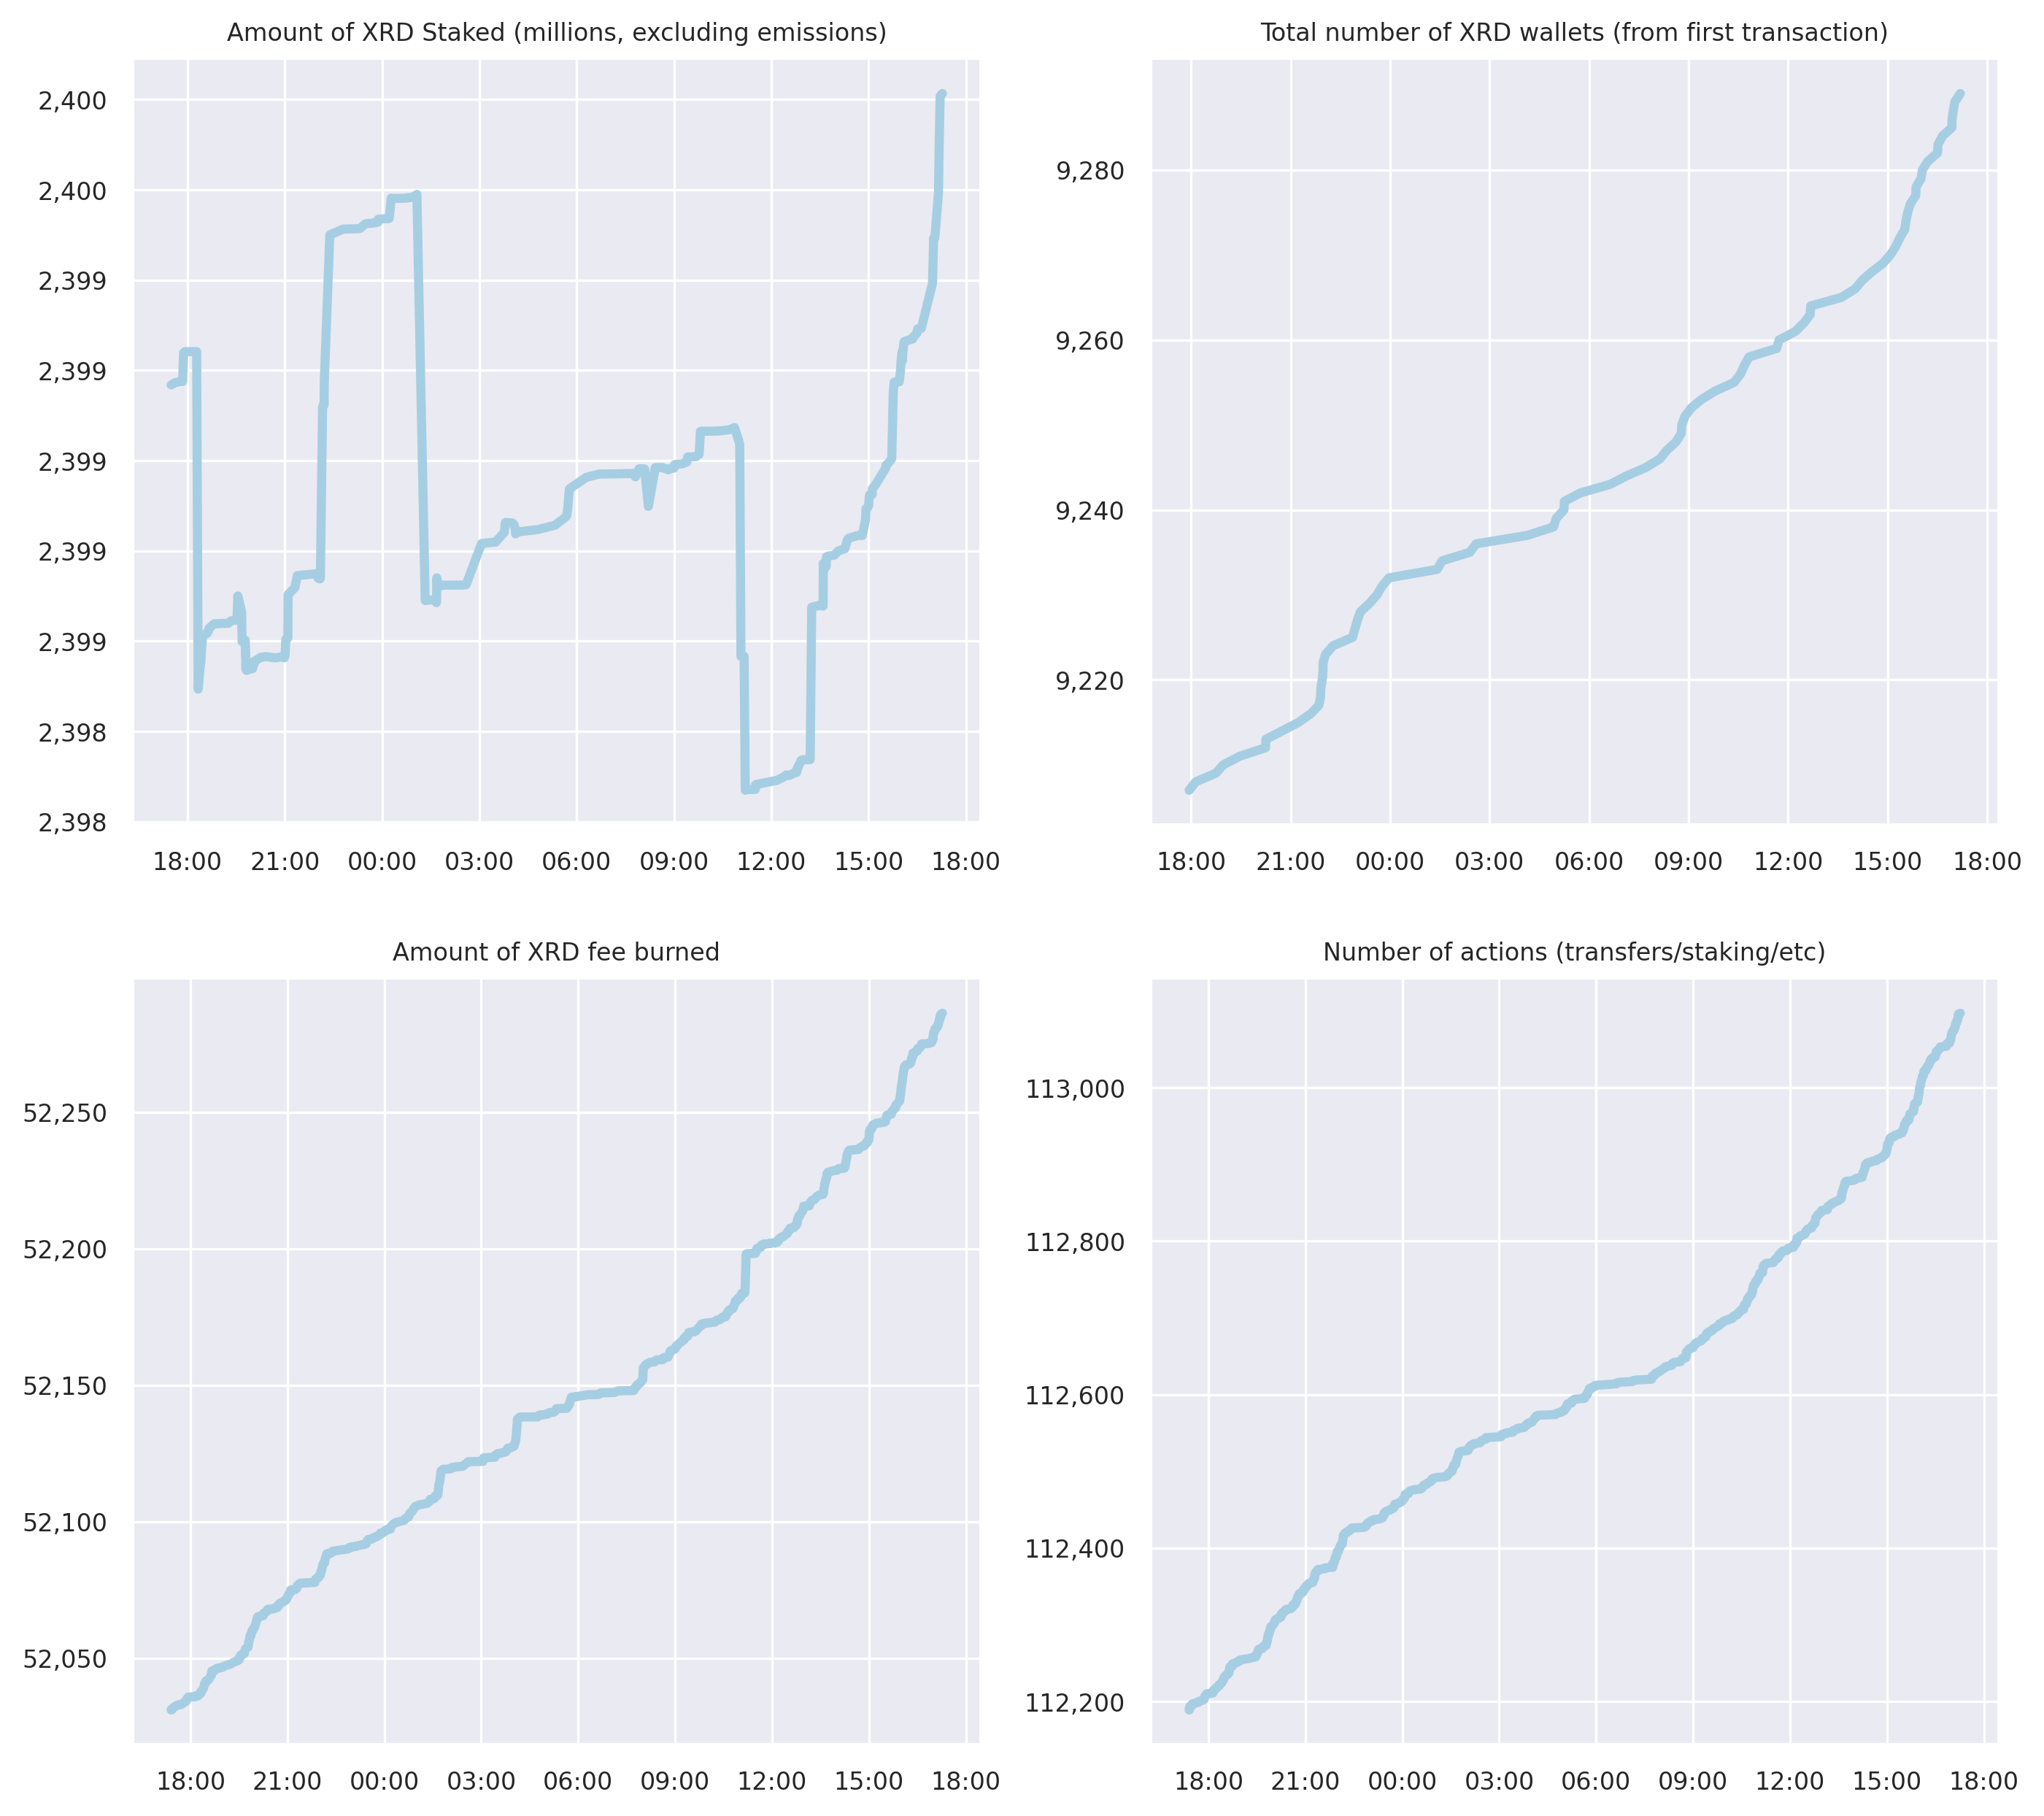 Amount of XRD Staked (millions, excluding emissions)
2,400
2,400
2,399
2,399
2,399
2,399
2,399
2,398
2,398
18:00 21:00 00:00 03:00 06:00 09:00 12:00 15:00 18:00
Total number of XRD wallets (from first transaction)
9,280
9,260
9,240
9,220
18:00 21:00 00:00 03:00 06:00 09:00 12:00 15:00 18:00
Amount of XRD fee burned
52,250
52,200
52,150
52,100
52,050
18:00 21:00 00:00 03:00 06:00 09:00 12:00 15:00 18:00
Number of actions (transfers/staking/etc)
113,000
112,800
112,600
112,400
112,200
18:00 21:00 00:00 03:00 06:00 09:00 12:00 15:00 18:00